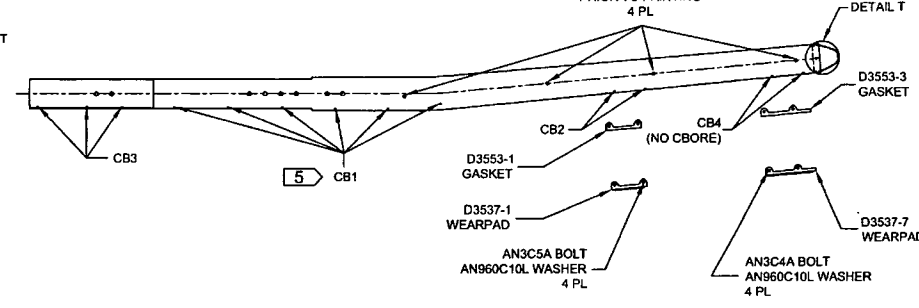 4 PL
DETAIL T
T
D3553-3
GASKET
CB2
CB4
(NO CBORE)
CB3
5
CB1
D3553-1
GASKET
D3537-1
WEARPAD
D3537-7
WEARPAD
AN3C5A BOLT
AN960C10L WASHER
4 PL
AN3C4A BOLT
AN960C10L WASHER
4 PL